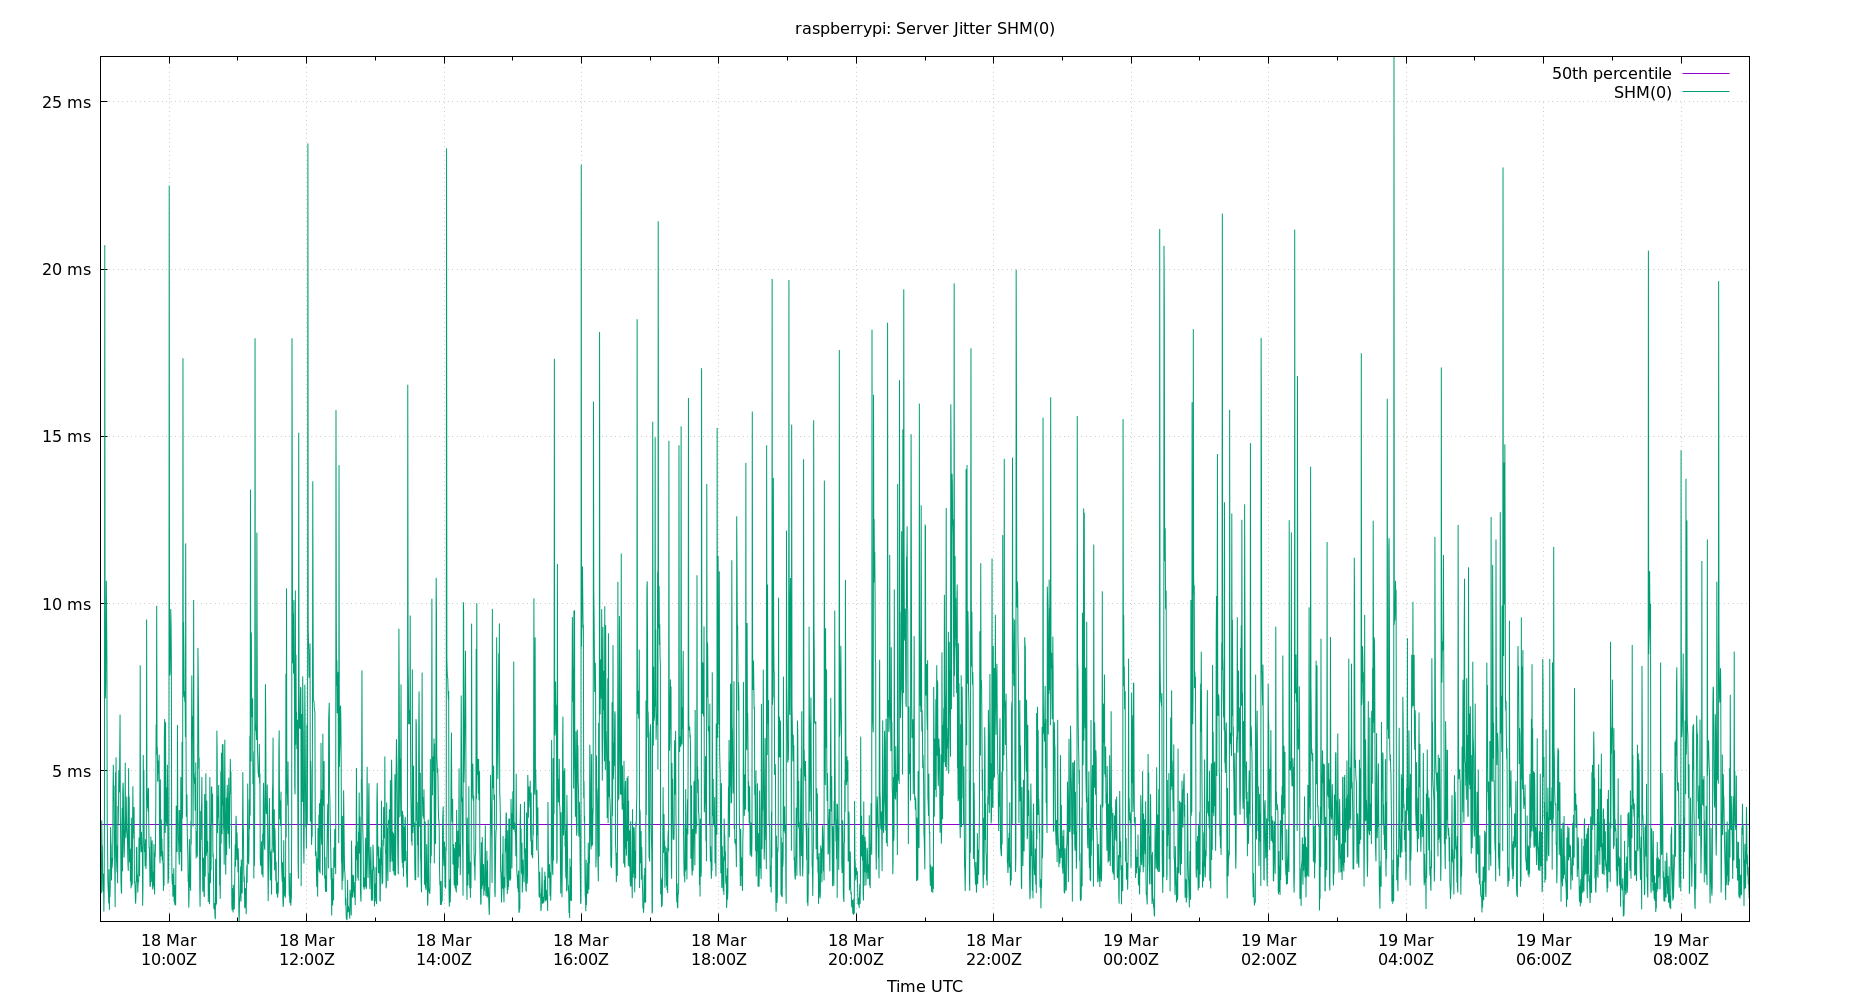 raspberrypi: Server Jitter SHM(0)
50th percentile
SHM(0)
25 ms
20 ms
15 ms
10 ms
5 ms
18 Mar 18 Mar 18 Mar 18 Mar 18 Mar 18 Mar 18 Mar 19 Mar 19 Mar 19 Mar 19 Mar 19 Mar
10:00Z 12:00Z 14:00Z 16:00Z 18:00Z 20:00Z 22:00Z 00:00Z 02:00Z 04:00Z 06:00Z 08:00Z
Time UTC